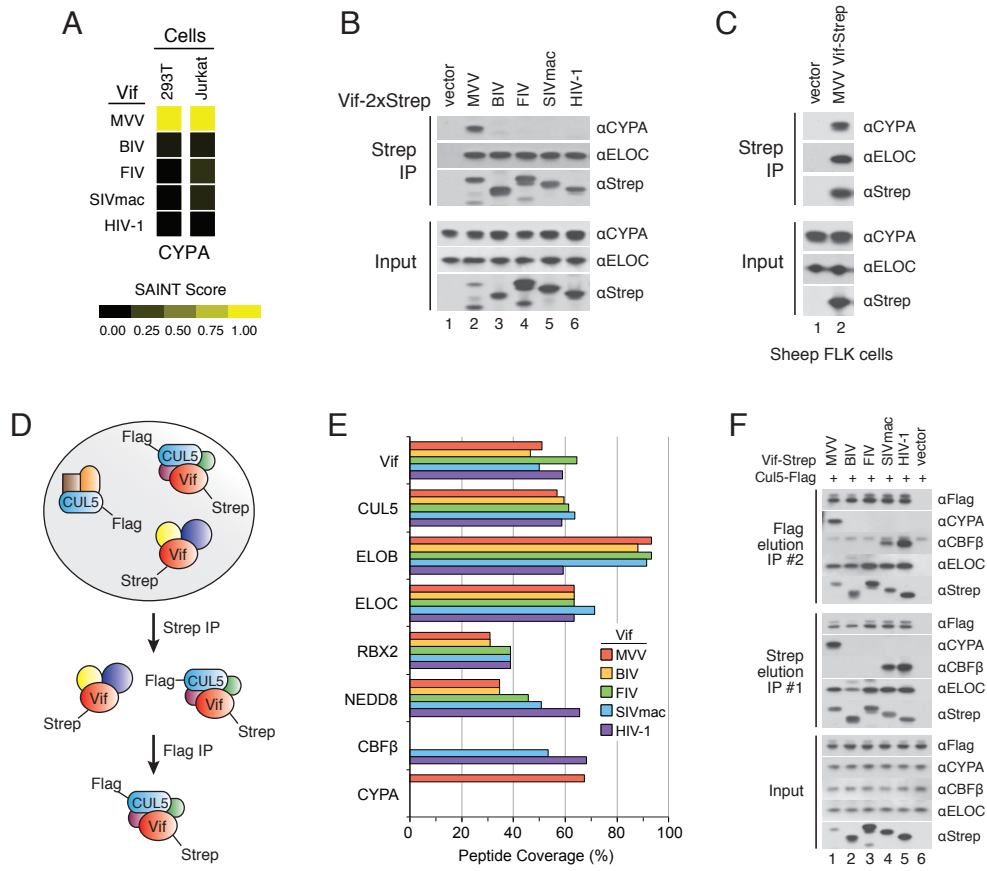 A
Cells
293T
Jurkat
Vif
MVV
BIV
FIV
SIVmac
HIV-1
CYPA
SAINT Score
0.00 0.25 0.50 0.75 1.00
B
Vif-2xStrep
vector
MVV
BIV
FIV
SIVmac
HIV-1
Strep IP
αCYPA
αELOC
αStrep
Input
αCYPA
αELOC
αStrep
1 2 3 4 5 6
C
vector
MVV Vif-Strep
Strep IP
αCYPA
αELOC
αStrep
Input
αCYPA
αELOC
αStrep
1 2
Sheep FLK cells
D
Flag
CUL5
Vif
Strep
CUL5
Flag
Vif
Strep
Strep IP
Vif
Strep
Flag
CUL5
Vif
Strep
Flag IP
Flag
CUL5
Vif
Strep
E
Vif
CUL5
ELOB
ELOC
RBX2
NEDD8
CBFβ
CYPA
Vif
MVV
BIV
FIV
SIVmac
HIV-1
0 20 40 60 80 100
Peptide Coverage (%)
F
Vif-Strep
MVV
BIV
FIV
SIVmac
HIV-1
vector
Cul5-Flag + + + + + +
Flag elution IP #2
αFlag
αCYPA
αCBFβ
αELOC
αStrep
Strep elution IP #1
αFlag
αCYPA
αCBFβ
αELOC
αStrep
Input
αFlag
αCYPA
αCBFβ
αELOC
αStrep
1 2 3 4 5 6